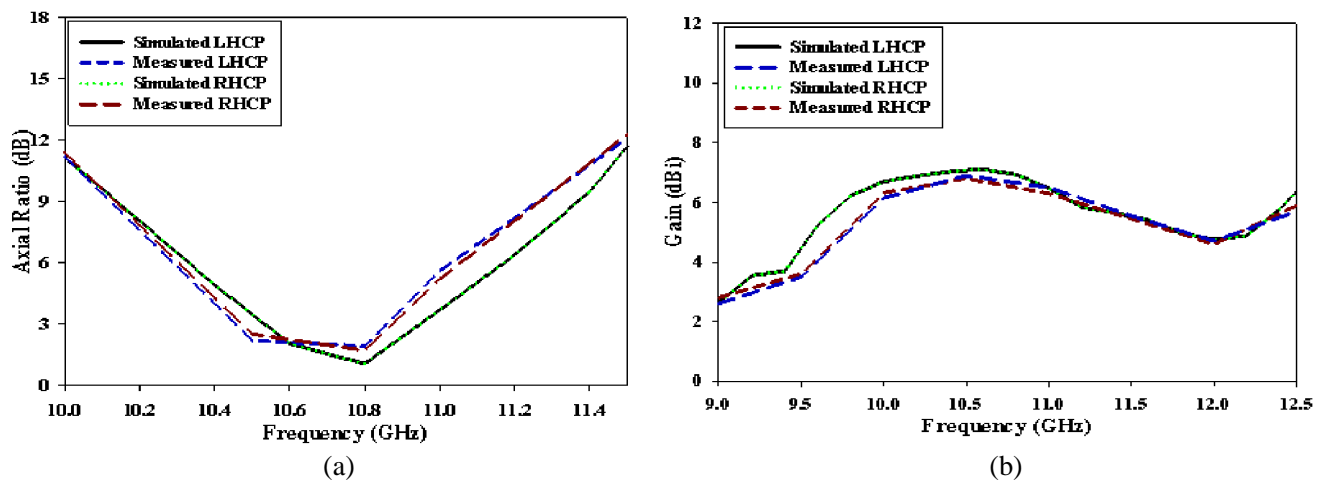 Simulated LHCP
Measured LHCP
Simulated RHCP
Measured RHCP
Axial Ratio (dB)
18
15
12
9
6
3
0
10.0 10.2 10.4 10.6 10.8 11.0 11.2 11.4
Frequency (GHz)
(a)
Simulated LHCP
Measured LHCP
Simulated RHCP
Measured RHCP
Gain (dBi)
12
10
8
6
4
2
0
9.0 9.5 10.0 10.5 11.0 11.5 12.0 12.5
Frequency (GHz)
(b)